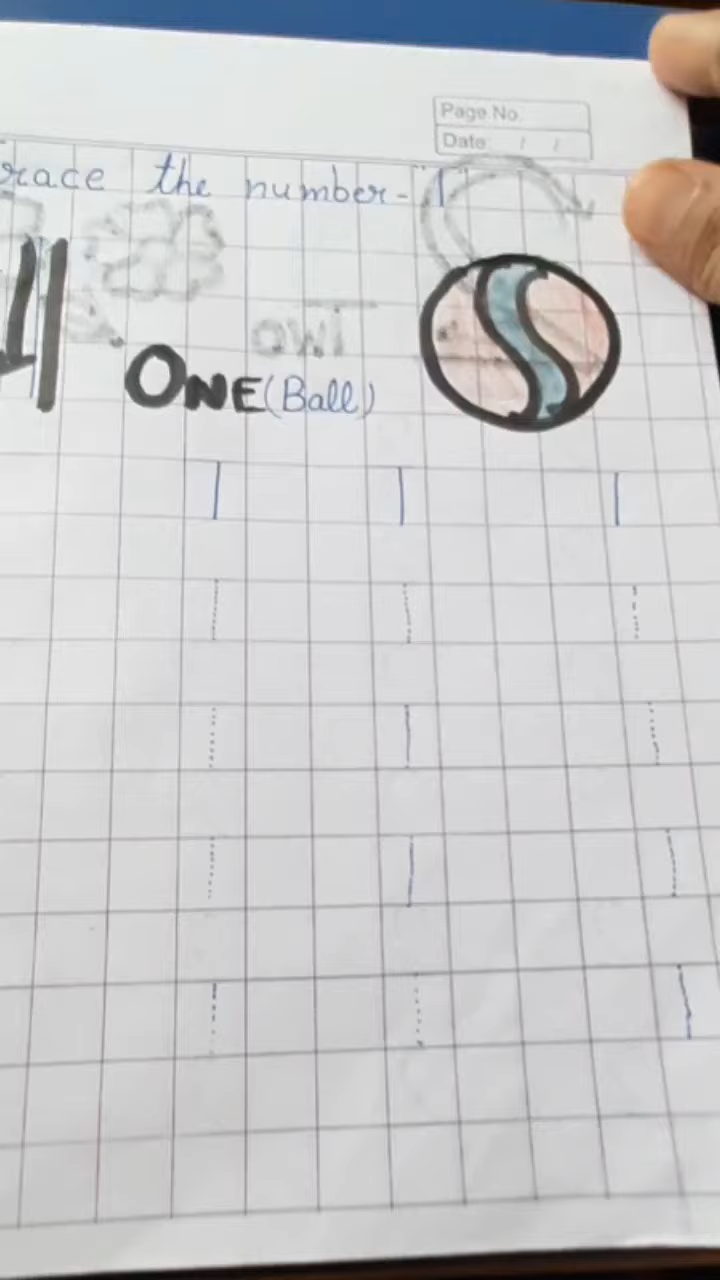 Page No.
Date: / /
race the number - "1"
1
ONE (Ball)
| | |